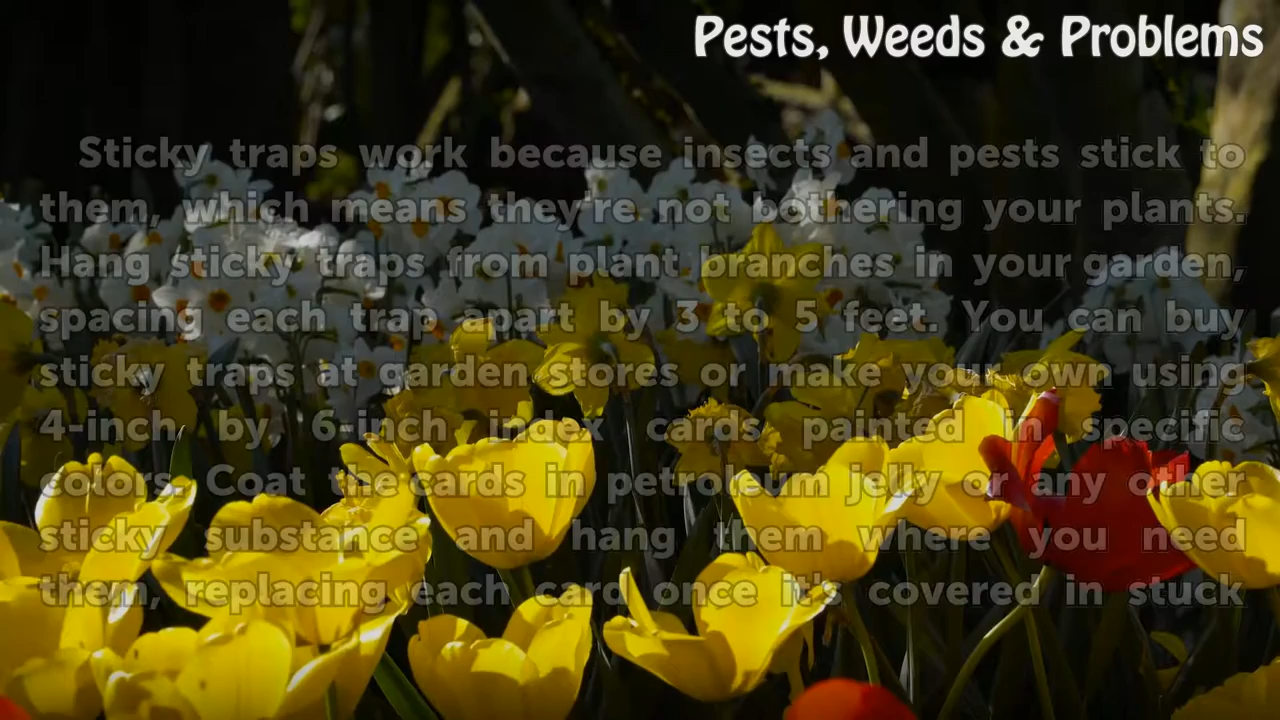 Pests, Weeds & Problems
Sticky traps work because insects and pests stick to
them, which means they're not bothering your plants.
Hang sticky traps from plant branches in your garden,
spacing each trap apart by 3 to 5 feet. You can buy
sticky traps at garden stores or make your own using
4-inch by 6-inch index cards painted in specific
colors. Coat the cards in petroleum jelly or any other
sticky substance and hang them where you need
them, replacing each card once it's covered in stuck